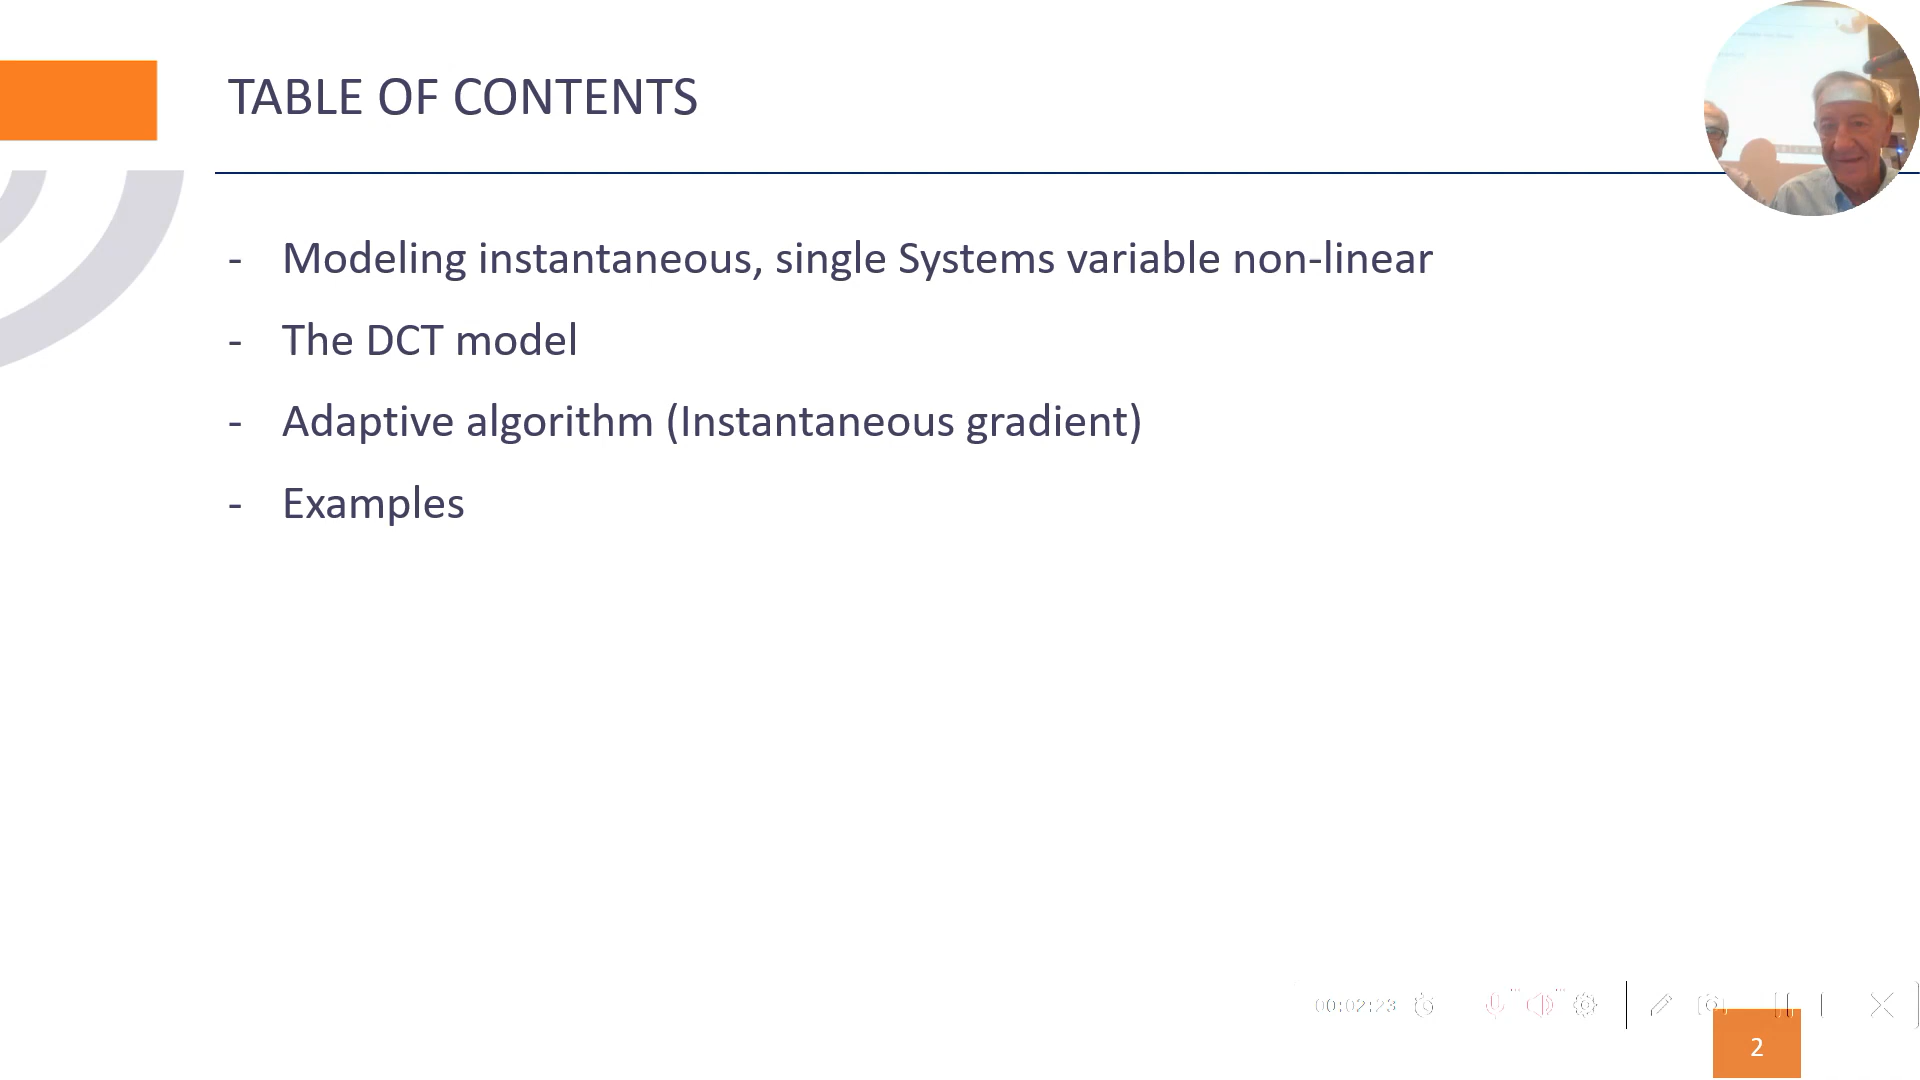 TABLE OF CONTENTS
- Modeling instantaneous, single Systems variable non-linear
- The DCT model
- Adaptive algorithm (Instantaneous gradient)
- Examples
00:02:23
2